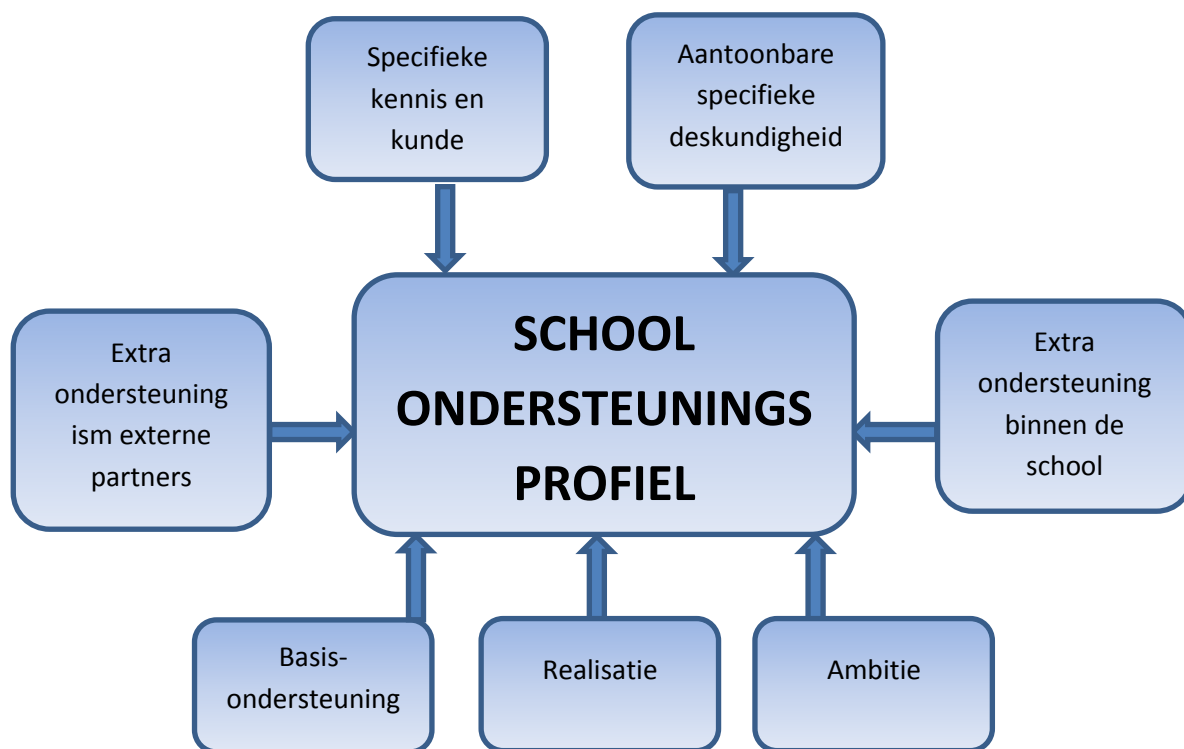 Specifieke
kennis en
kunde
Aantoonbare
specifieke
deskundigheid
Extra
ondersteuning
ism externe
partners
SCHOOL
ONDERSTEUNINGS
PROFIEL
Extra
ondersteuning
binnen de
school
Basis-
ondersteuning
Realisatie
Ambitie